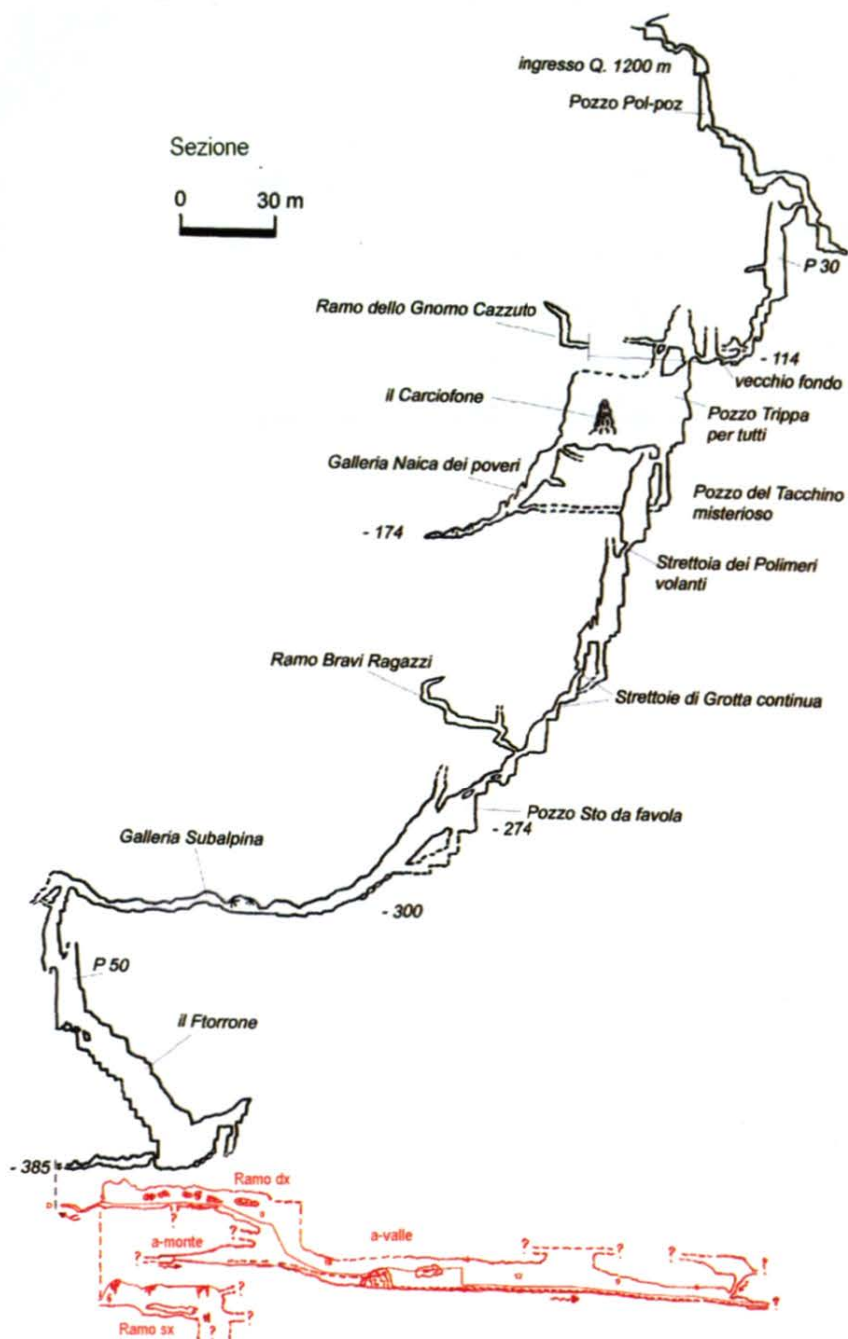 ingresso Q. 1200 m
Pozzo Pol-poz
Sezione
0 30 m
P 30
Ramo dello Gnomo Cazzuto
- 114
vecchio fondo
il Carciofone
Pozzo Trippa
per tutti
Galleria Naica dei poveri
Pozzo del Tacchino
misterioso
- 174
Strettoia dei Polimeri
volanti
Ramo Bravi Ragazzi
Strettoie di Grotta continua
Pozzo Sto da favola
- 274
Galleria Subalpina
- 300
P 50
il Ftorrone
- 385
Ramo dx
?
a-monte
a-valle
?
?
?
?
?
?
?
?
?
?
?
Ramo sx
?
?